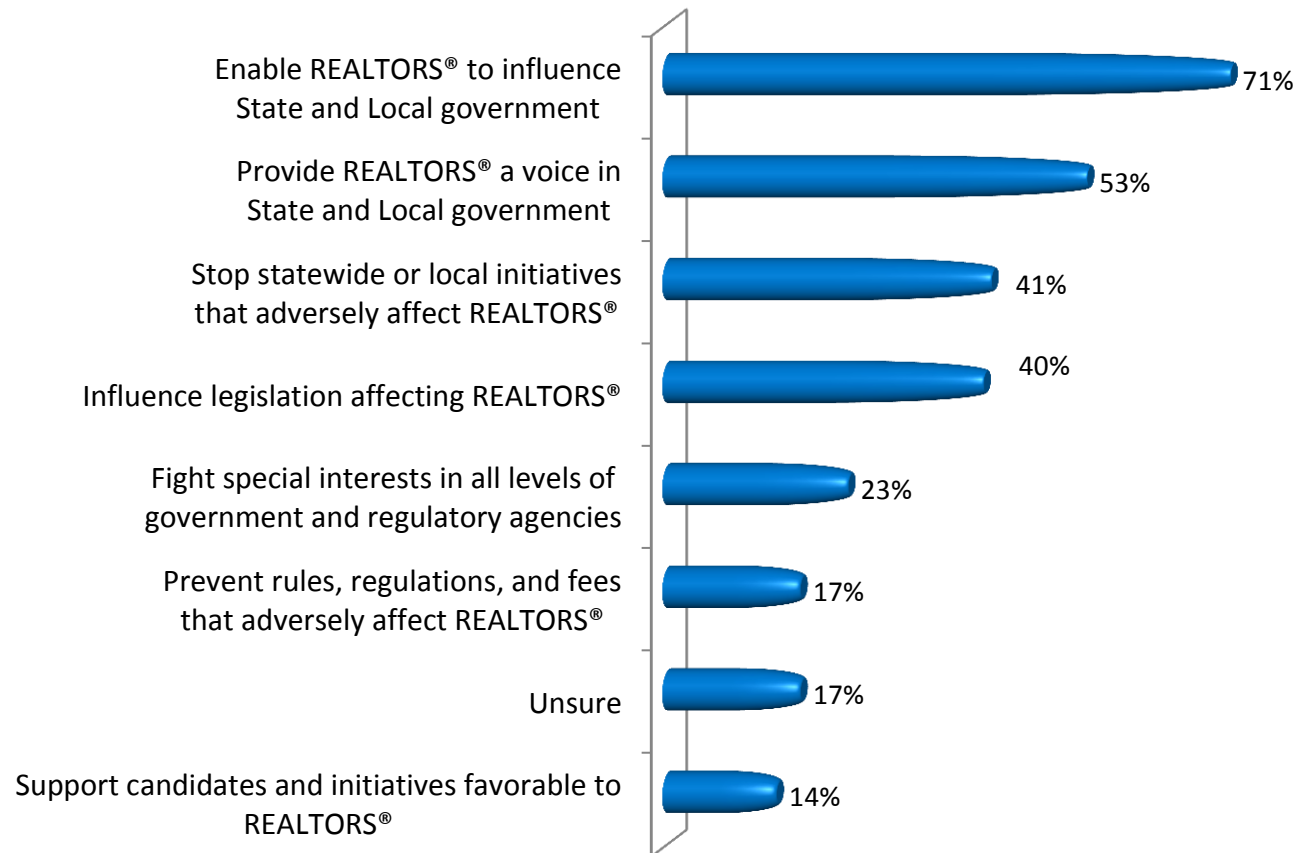 Enable REALTORS® to influence
State and Local government
71%
Provide REALTORS® a voice in
State and Local government
53%
Stop statewide or local initiatives
that adversely affect REALTORS®
41%
Influence legislation affecting REALTORS®
40%
Fight special interests in all levels of
government and regulatory agencies
23%
Prevent rules, regulations, and fees
that adversely affect REALTORS®
17%
Unsure
17%
Support candidates and initiatives favorable to
REALTORS®
14%